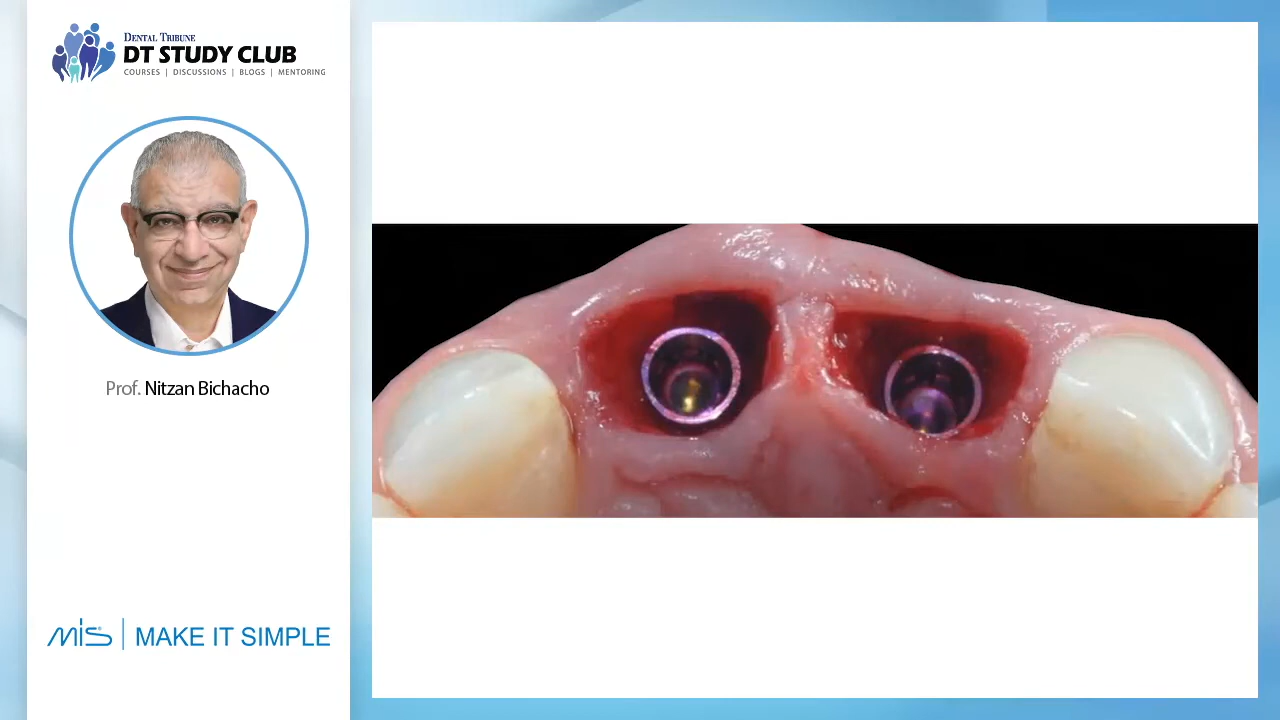 DENTAL TRIBUNE
DT STUDY CLUB
COURSES | DISCUSSIONS | BLOGS | MENTORING
Prof. Nitzan Bichacho
mis® | MAKE IT SIMPLE